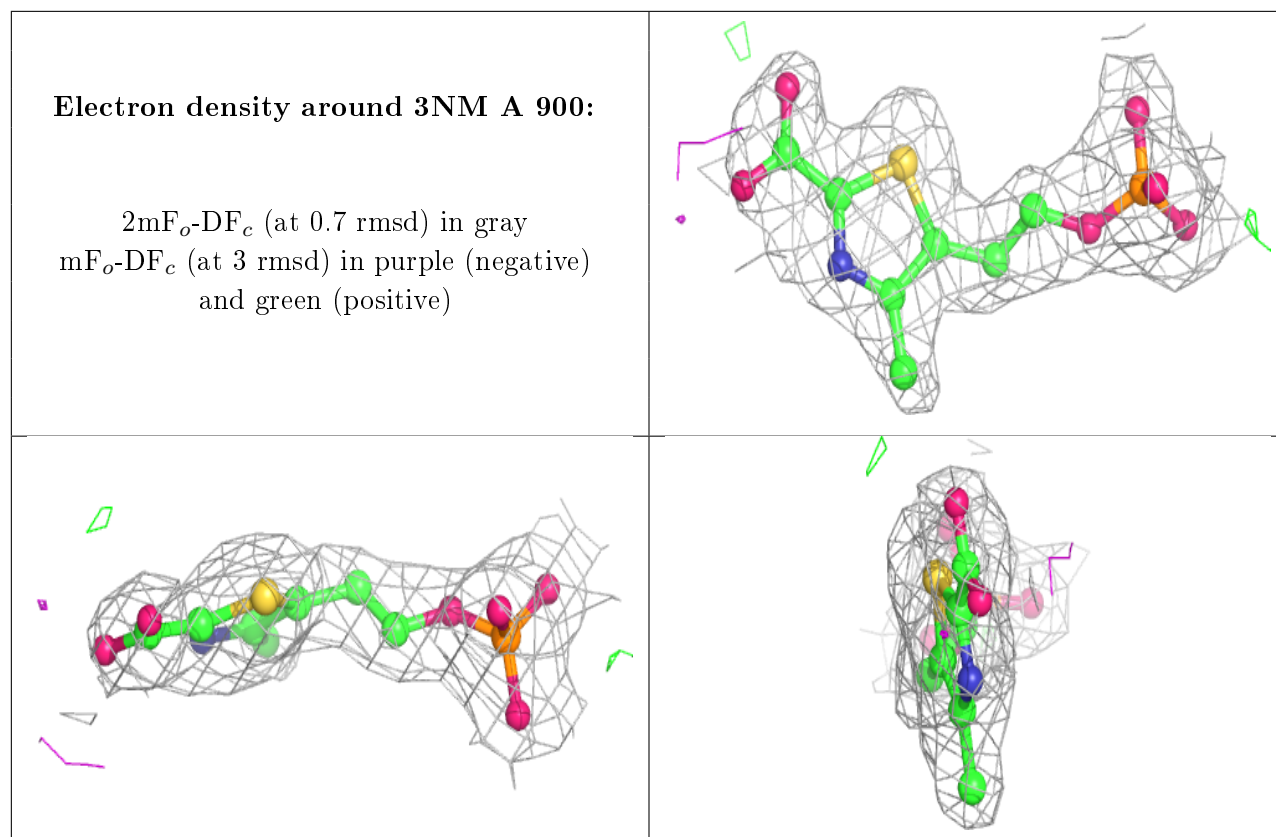 Electron density around 3NM A 900:
2mFo-DFc (at 0.7 rmsd) in gray
mFo-DFc (at 3 rmsd) in purple (negative)
and green (positive)